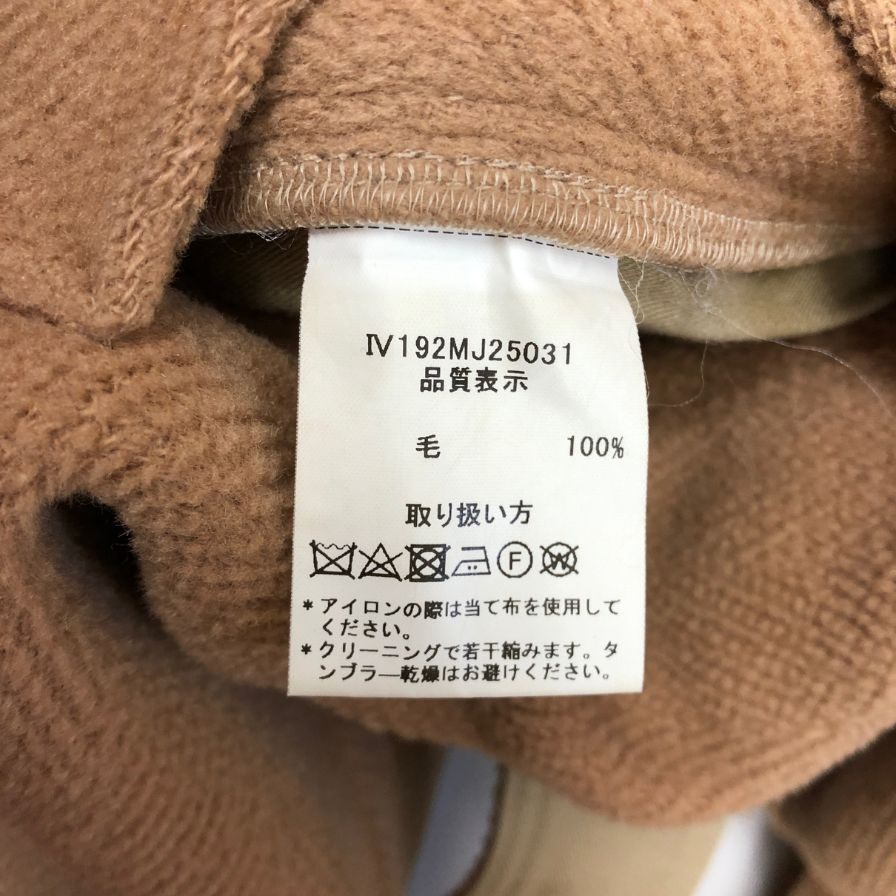 Ⅳ192MJ25031
品質表示
毛 100%
取り扱い方
F W
*アイロンの際は当て布を使用して
ください。
*クリーニングで若干縮みます。タ
ンブラー乾燥はお避けください。